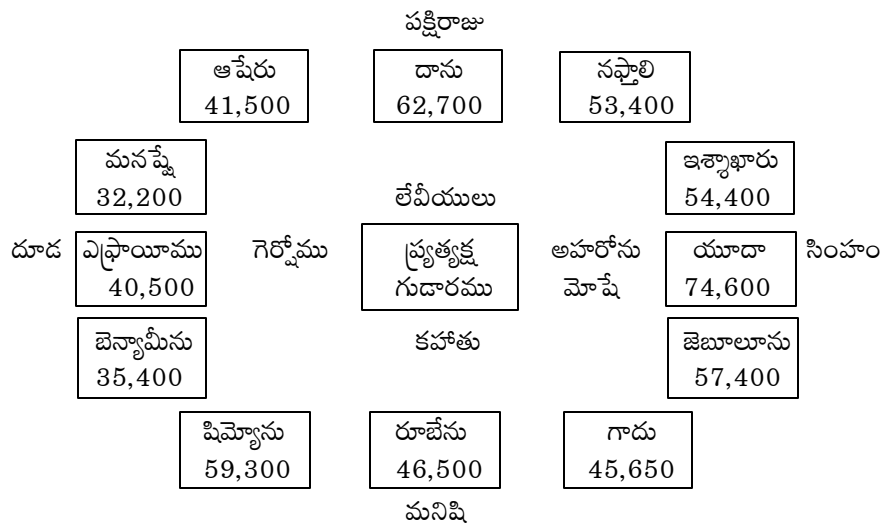 పక్షిరాజు
ఆషేరు దాను నఫ్తాలి
41,500 62,700 53,400
మనష్షే ఇశ్శాఖారు
32,200 లేవీయులు 54,400
దూడ ఎఫ్రాయీము గెర్షోము ప్రత్యక్ష అహరోను యూదా సింహం
40,500 గుడారము మోషే 74,600
బెన్యామీను కహాతు జెబూలూను
35,400 57,400
షిమ్యోను రూబేను గాదు
59,300 46,500 45,650
మనిషి